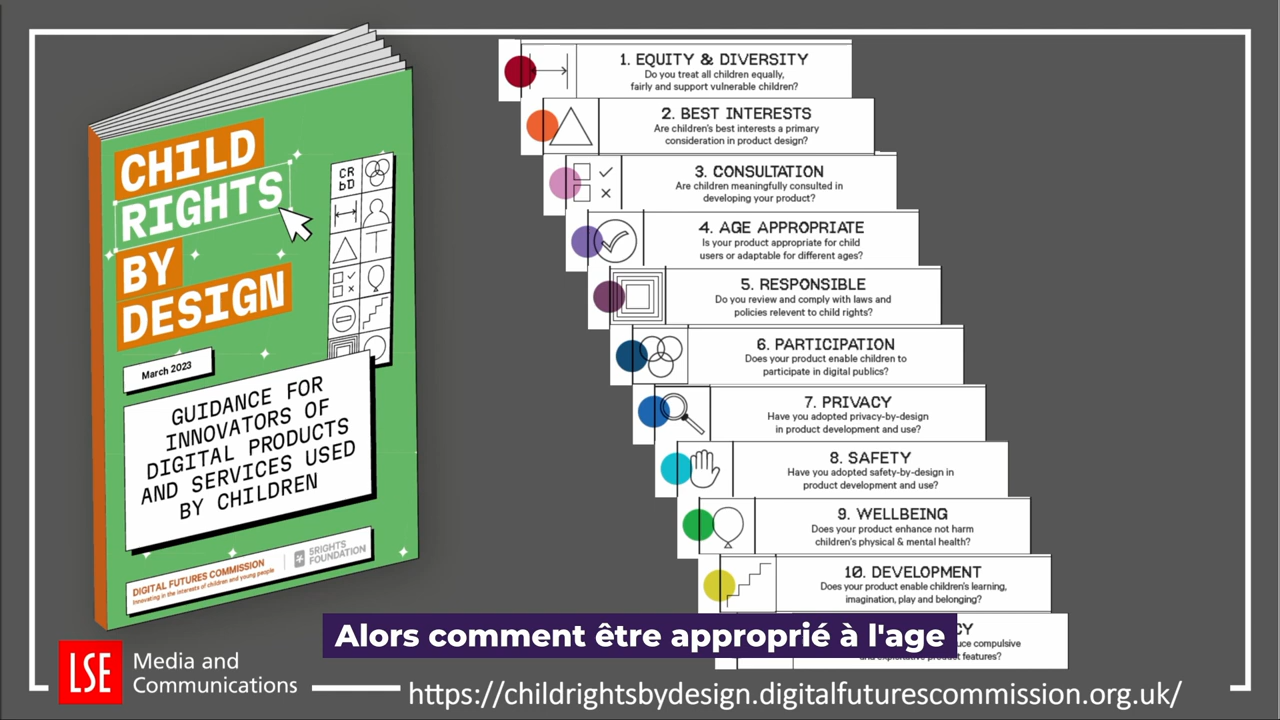 CHILD
RIGHTS
BY
DESIGN
CR
bD
March 2023
GUIDANCE FOR
INNOVATORS OF
DIGITAL PRODUCTS
AND SERVICES USED
BY CHILDREN
DIGITAL FUTURES COMMISSION
Innovating in the interests of children and young people
5RIGHTS
FOUNDATION
1. EQUITY & DIVERSITY
Do you treat all children equally,
fairly and support vulnerable children?
2. BEST INTERESTS
Are children's best interests a primary
consideration in product design?
3. CONSULTATION
Are children meaningfully consulted in
developing your product?
4. AGE APPROPRIATE
Is your product appropriate for child
users or adaptable for different ages?
5. RESPONSIBLE
Do you review and comply with laws and
policies relevent to child rights?
6. PARTICIPATION
Does your product enable children to
participate in digital publics?
7. PRIVACY
Have you adopted privacy-by-design
in product development and use?
8. SAFETY
Have you adopted safety-by-design in
product development and use?
9. WELLBEING
Does your product enhance not harm
children's physical & mental health?
10. DEVELOPMENT
Does your product enable children's learning,
imagination, play and belonging?
compulsive
features?
Alors comment être approprié à l'age
LSE
Media and
Communications
https://childrightsbydesign.digitalfuturescommission.org.uk/